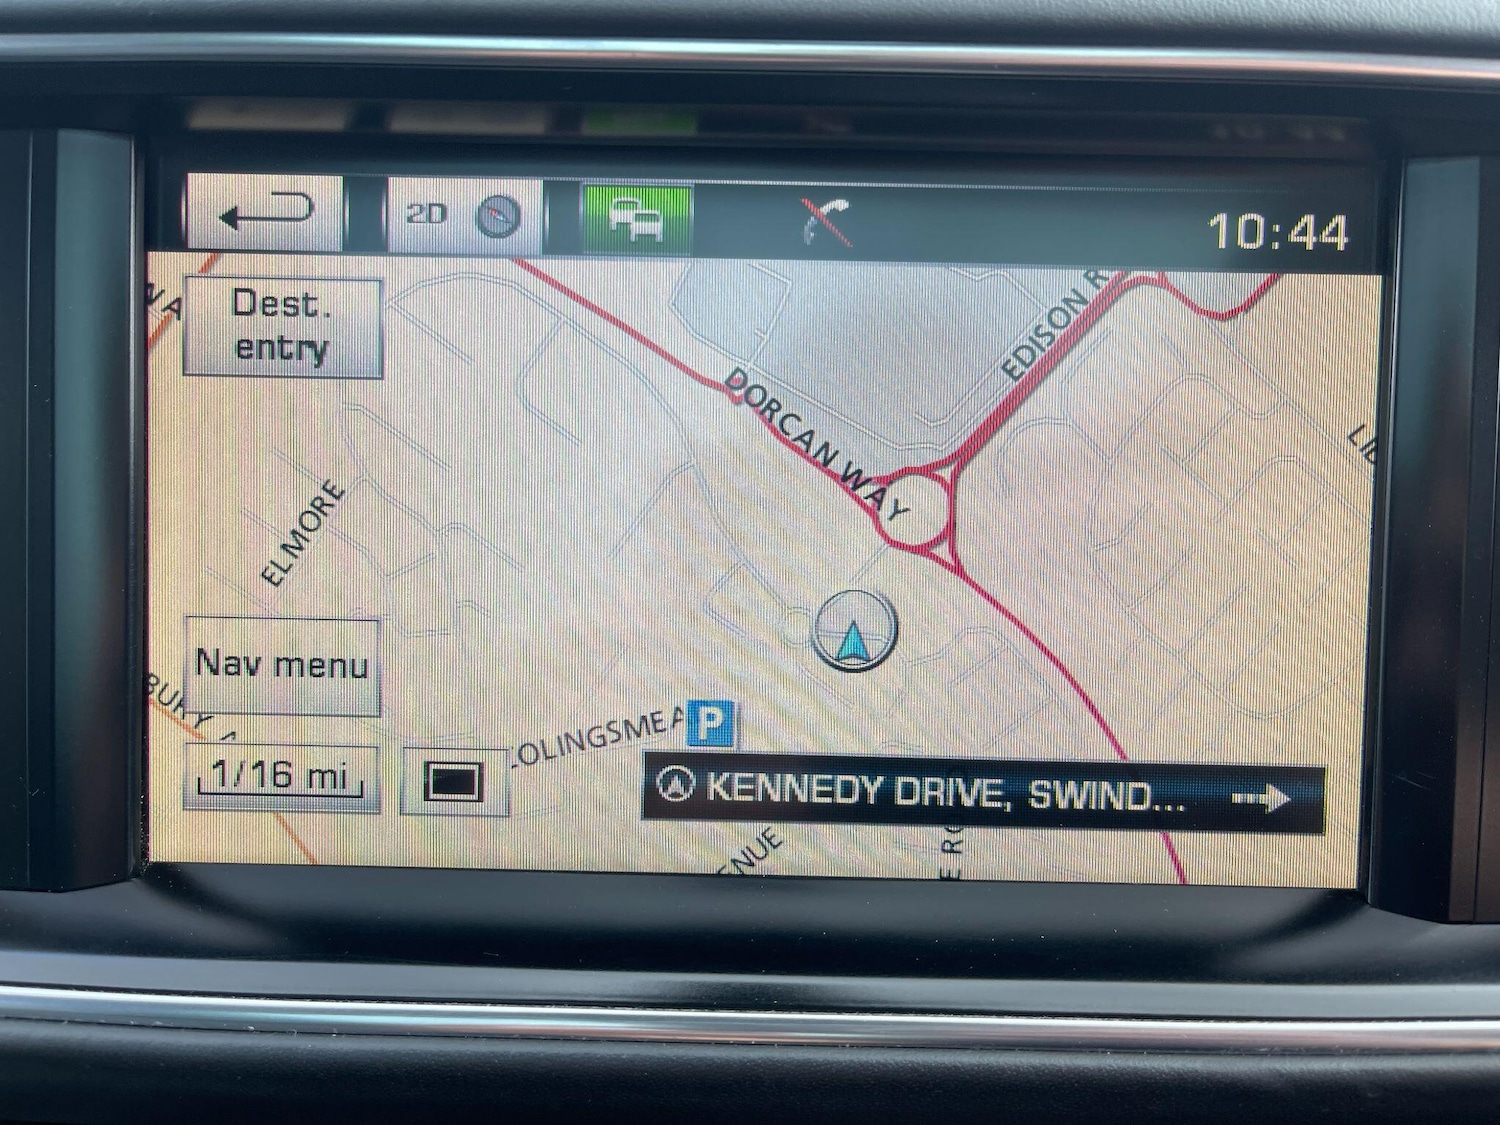 2D
10:44
Dest.
entry
EDISON R
DORCAN WAY
ELMORE
Nav menu
1/16 mi
P
KENNEDY DRIVE, SWIND...